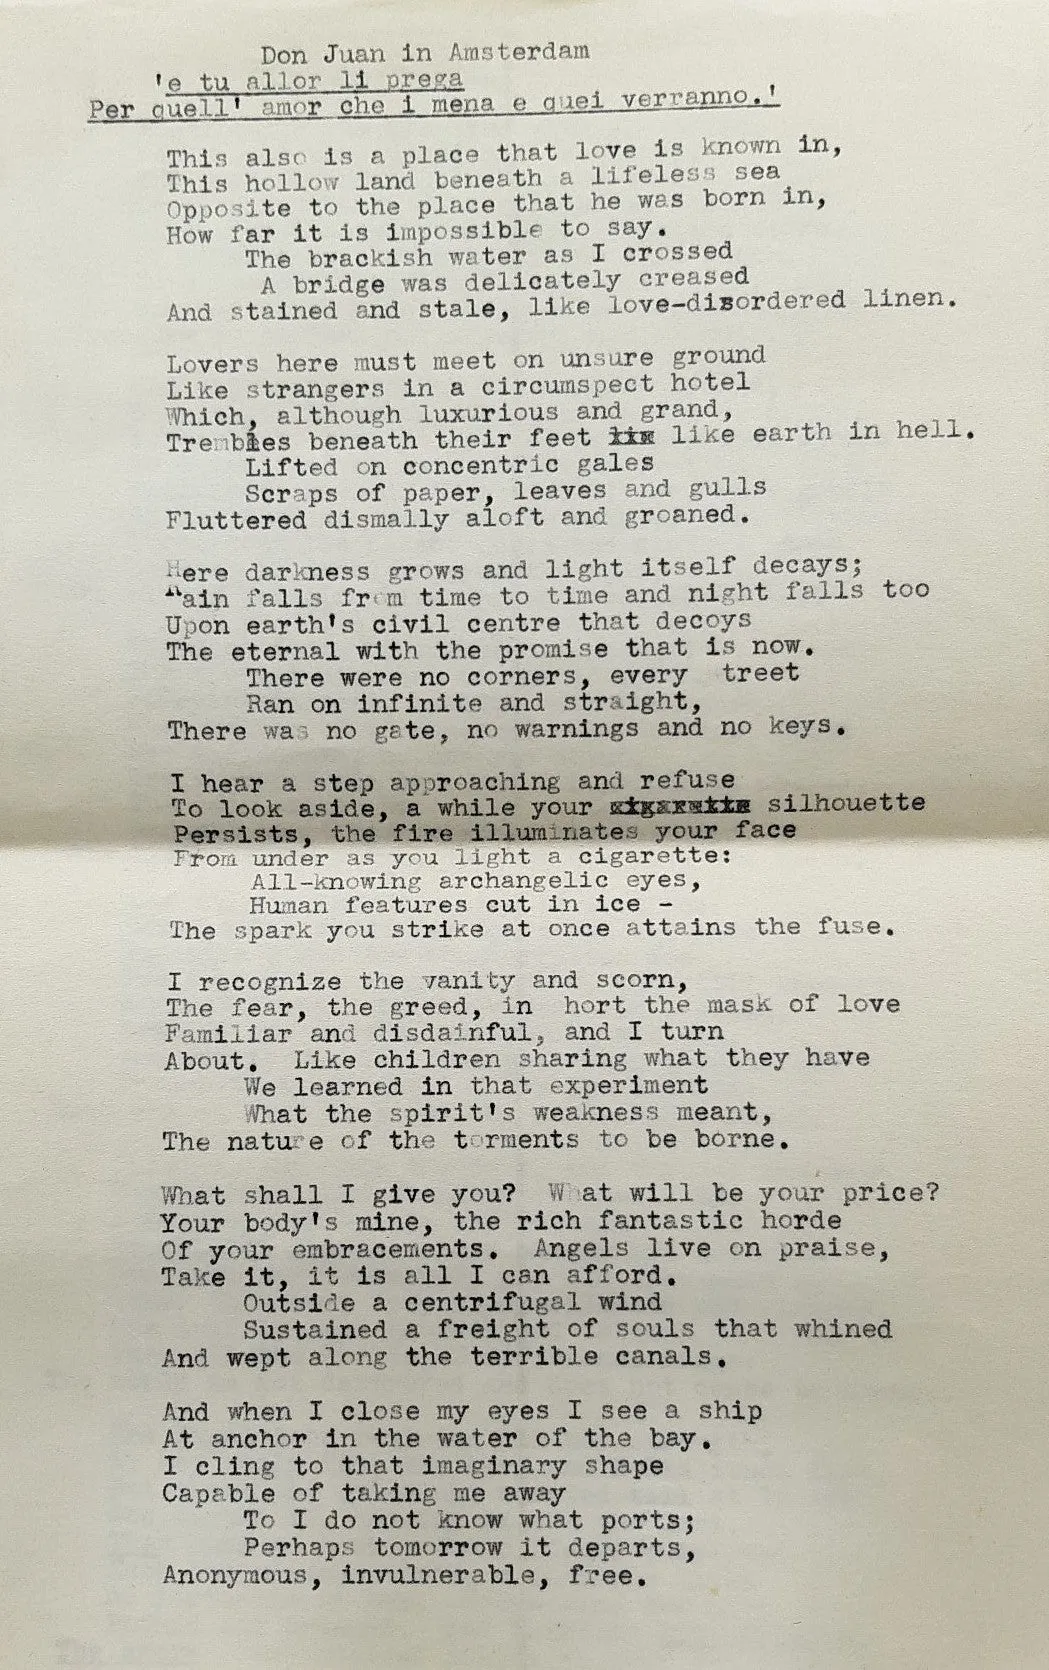 Don Juan in Amsterdam
'e tu allor li prega
Per quell' amor che i mena e quei verranno.'
This also is a place that love is known in,
This hollow land beneath a lifeless sea
Opposite to the place that he was born in,
How far it is impossible to say.
The brackish water as I crossed
A bridge was delicately creased
And stained and stale, like love-disordered linen.
Lovers here must meet on unsure ground
Like strangers in a circumspect hotel
Which, although luxurious and grand,
Trembles beneath their feet like earth in hell.
Lifted on concentric gales
Scraps of paper, leaves and gulls
Fluttered dismally aloft and groaned.
Here darkness grows and light itself decays;
Rain falls from time to time and night falls too
Upon earth's civil centre that decoys
The eternal with the promise that is now.
There were no corners, every treet
Ran on infinite and straight,
There was no gate, no warnings and no keys.
I hear a step approaching and refuse
To look aside, a while your silhouette
Persists, the fire illuminates your face
From under as you light a cigarette:
All-knowing archangelic eyes,
Human features cut in ice -
The spark you strike at once attains the fuse.
I recognize the vanity and scorn,
The fear, the greed, in hort the mask of love
Familiar and disdainful, and I turn
About. Like children sharing what they have
We learned in that experiment
What the spirit's weakness meant,
The nature of the torments to be borne.
What shall I give you? What will be your price?
Your body's mine, the rich fantastic horde
Of your embracements. Angels live on praise,
Take it, it is all I can afford.
Outside a centrifugal wind
Sustained a freight of souls that whined
And wept along the terrible canals.
And when I close my eyes I see a ship
At anchor in the water of the bay.
I cling to that imaginary shape
Capable of taking me away
To I do not know what ports;
Perhaps tomorrow it departs,
Anonymous, invulnerable, free.